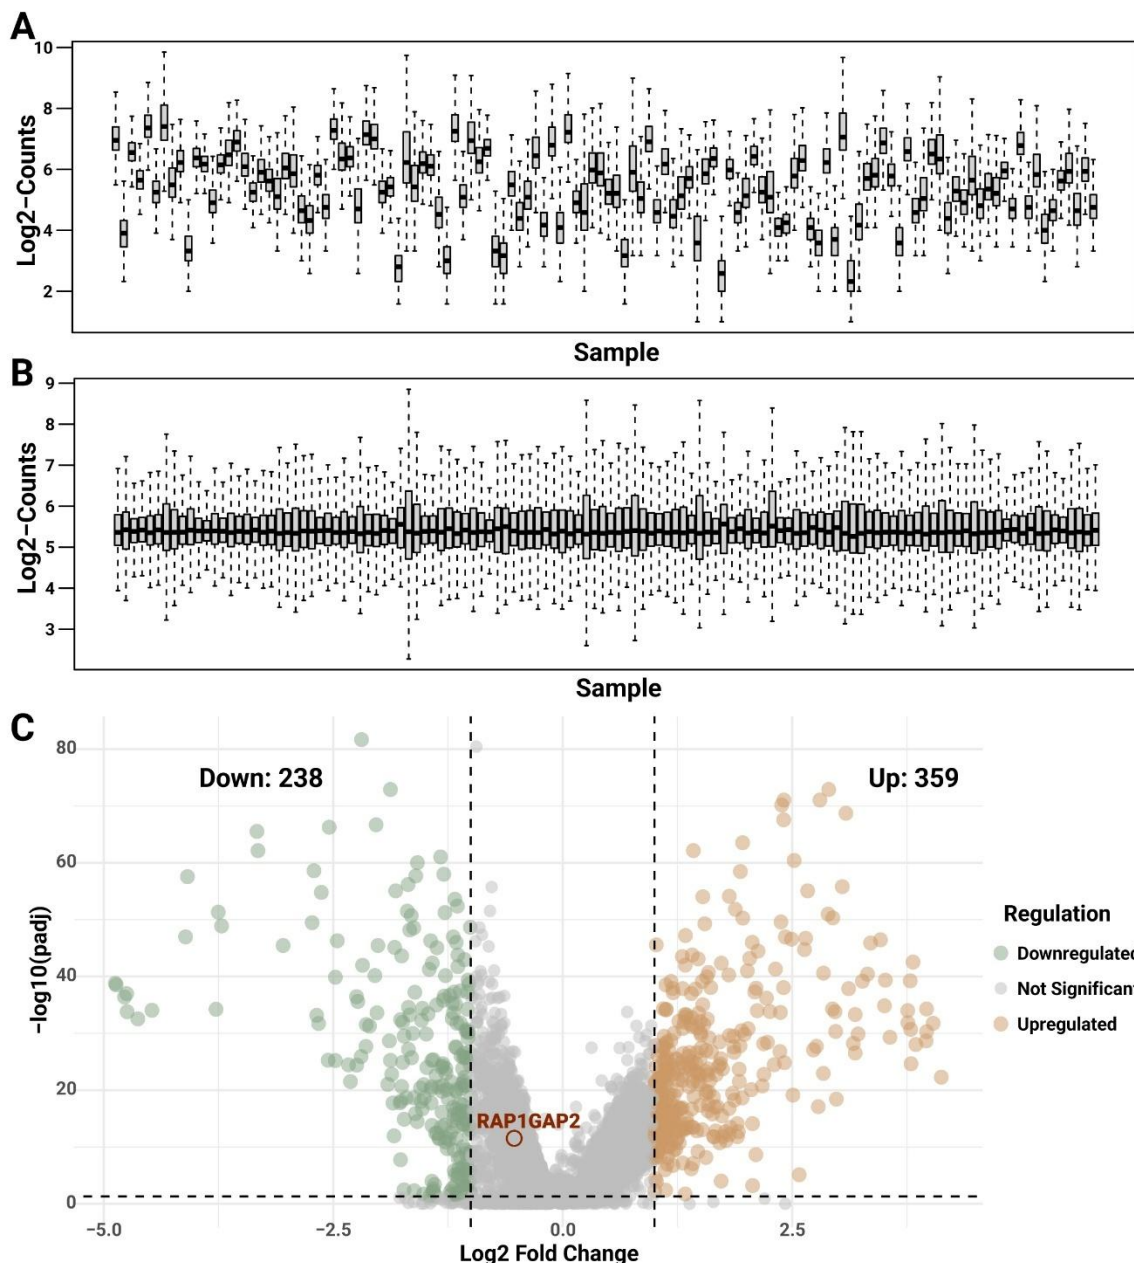 A
10
8
6
4
2
Log2−Counts
Sample
B
9
8
7
6
5
4
3
Log2−Counts
Sample
C
80
60
40
20
0
−log10(padj)
Down: 238
Up: 359
RAP1GAP2
Regulation
Downregulated
Not Significant
Upregulated
−5.0
−2.5
0.0
2.5
Log2 Fold Change